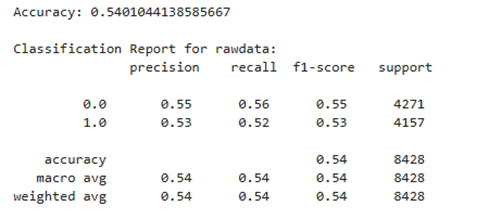 Accuracy: 0.5401044138585667
Classification Report for rawdata:
precision recall f1-score support
0.0 0.55 0.56 0.55 4271
1.0 0.53 0.52 0.53 4157
accuracy 0.54 8428
macro avg 0.54 0.54 0.54 8428
weighted avg 0.54 0.54 0.54 8428